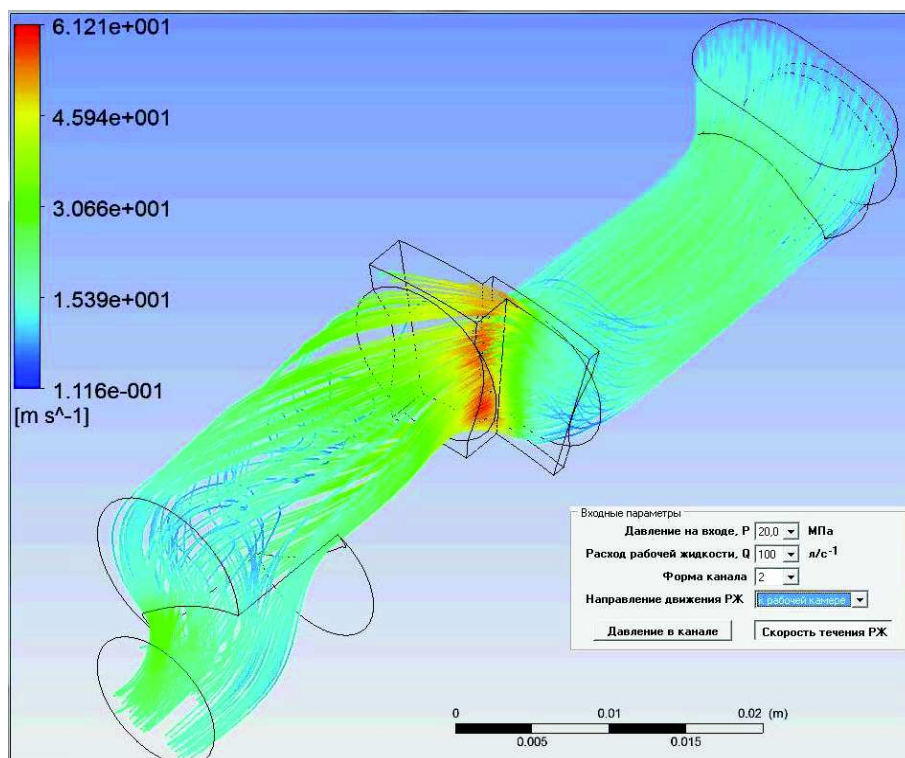 6.121e+001
4.594e+001
3.066e+001
1.539e+001
1.116e-001
[m s^-1]
Входные параметры
Давление на входе, P 20,0 МПа
Расход рабочей жидкости, Q 100 л/с-1
Форма канала 2
Направление движения РЖ к рабочей камере
Давление в канале Скорость течения РЖ
0 0.01 0.02 (m)
0.005 0.015